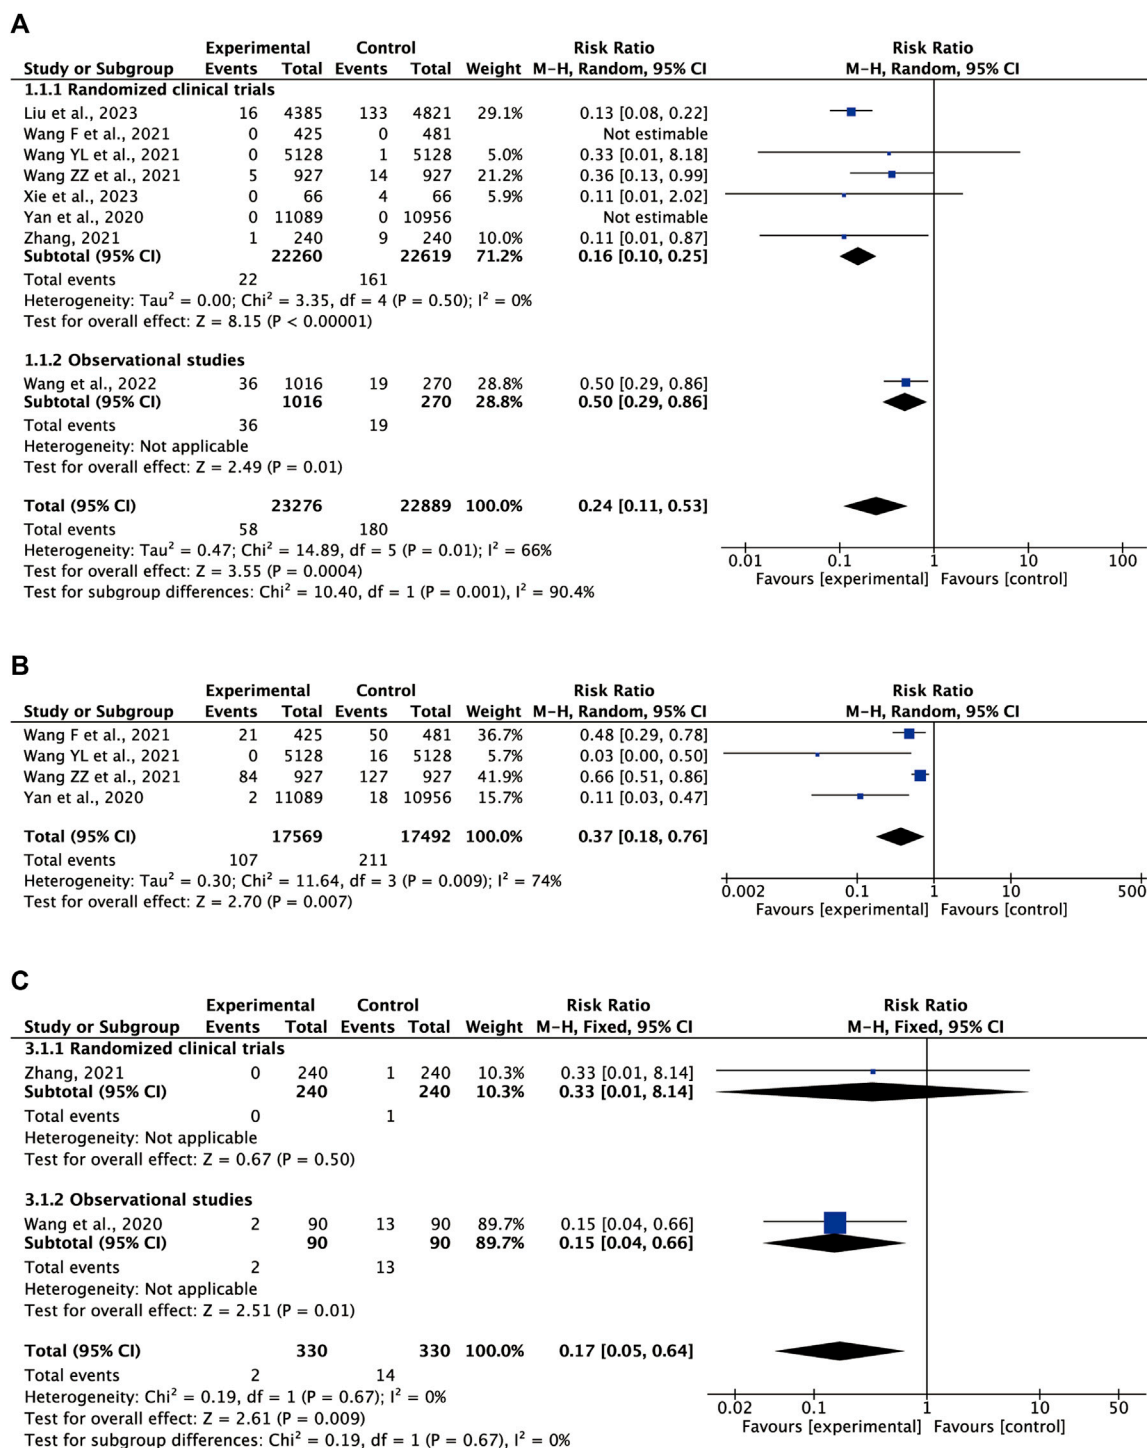 A
Experimental Control Risk Ratio Risk Ratio
Study or Subgroup Events Total Events Total Weight M-H, Random, 95% CI M-H, Random, 95% CI
1.1.1 Randomized clinical trials
Liu et al., 2023 16 4385 133 4821 29.1% 0.13 [0.08, 0.22]
Wang F et al., 2021 0 425 0 481 Not estimable
Wang YL et al., 2021 0 5128 1 5128 5.0% 0.33 [0.01, 8.18]
Wang ZZ et al., 2021 5 927 14 927 21.2% 0.36 [0.13, 0.99]
Xie et al., 2023 0 66 4 66 5.9% 0.11 [0.01, 2.02]
Yan et al., 2020 0 11089 0 10956 Not estimable
Zhang, 2021 1 240 9 240 10.0% 0.11 [0.01, 0.87]
Subtotal (95% CI) 22260 22619 71.2% 0.16 [0.10, 0.25]
Total events 22 161
Heterogeneity: Tau² = 0.00; Chi² = 3.35, df = 4 (P = 0.50); I² = 0%
Test for overall effect: Z = 8.15 (P < 0.00001)
1.1.2 Observational studies
Wang et al., 2022 36 1016 19 270 28.8% 0.50 [0.29, 0.86]
Subtotal (95% CI) 1016 270 28.8% 0.50 [0.29, 0.86]
Total events 36 19
Heterogeneity: Not applicable
Test for overall effect: Z = 2.49 (P = 0.01)
Total (95% CI) 23276 22889 100.0% 0.24 [0.11, 0.53]
Total events 58 180
Heterogeneity: Tau² = 0.47; Chi² = 14.89, df = 5 (P = 0.01); I² = 66%
Test for overall effect: Z = 3.55 (P = 0.0004)
Test for subgroup differences: Chi² = 10.40, df = 1 (P = 0.001), I² = 90.4%
0.01 0.1 1 10 100
Favours [experimental] Favours [control]
B
Experimental Control Risk Ratio Risk Ratio
Study or Subgroup Events Total Events Total Weight M-H, Random, 95% CI M-H, Random, 95% CI
Wang F et al., 2021 21 425 50 481 36.7% 0.48 [0.29, 0.78]
Wang YL et al., 2021 0 5128 16 5128 5.7% 0.03 [0.00, 0.50]
Wang ZZ et al., 2021 84 927 127 927 41.9% 0.66 [0.51, 0.86]
Yan et al., 2020 2 11089 18 10956 15.7% 0.11 [0.03, 0.47]
Total (95% CI) 17569 17492 100.0% 0.37 [0.18, 0.76]
Total events 107 211
Heterogeneity: Tau² = 0.30; Chi² = 11.64, df = 3 (P = 0.009); I² = 74%
Test for overall effect: Z = 2.70 (P = 0.007)
0.002 0.1 1 10 500
Favours [experimental] Favours [control]
C
Experimental Control Risk Ratio Risk Ratio
Study or Subgroup Events Total Events Total Weight M-H, Fixed, 95% CI M-H, Fixed, 95% CI
3.1.1 Randomized clinical trials
Zhang, 2021 0 240 1 240 10.3% 0.33 [0.01, 8.14]
Subtotal (95% CI) 240 240 10.3% 0.33 [0.01, 8.14]
Total events 0 1
Heterogeneity: Not applicable
Test for overall effect: Z = 0.67 (P = 0.50)
3.1.2 Observational studies
Wang et al., 2020 2 90 13 90 89.7% 0.15 [0.04, 0.66]
Subtotal (95% CI) 90 90 89.7% 0.15 [0.04, 0.66]
Total events 2 13
Heterogeneity: Not applicable
Test for overall effect: Z = 2.51 (P = 0.01)
Total (95% CI) 330 330 100.0% 0.17 [0.05, 0.64]
Total events 2 14
Heterogeneity: Chi² = 0.19, df = 1 (P = 0.67); I² = 0%
Test for overall effect: Z = 2.61 (P = 0.009)
Test for subgroup differences: Chi² = 0.19, df = 1 (P = 0.67), I² = 0%
0.02 0.1 1 10 50
Favours [experimental] Favours [control]